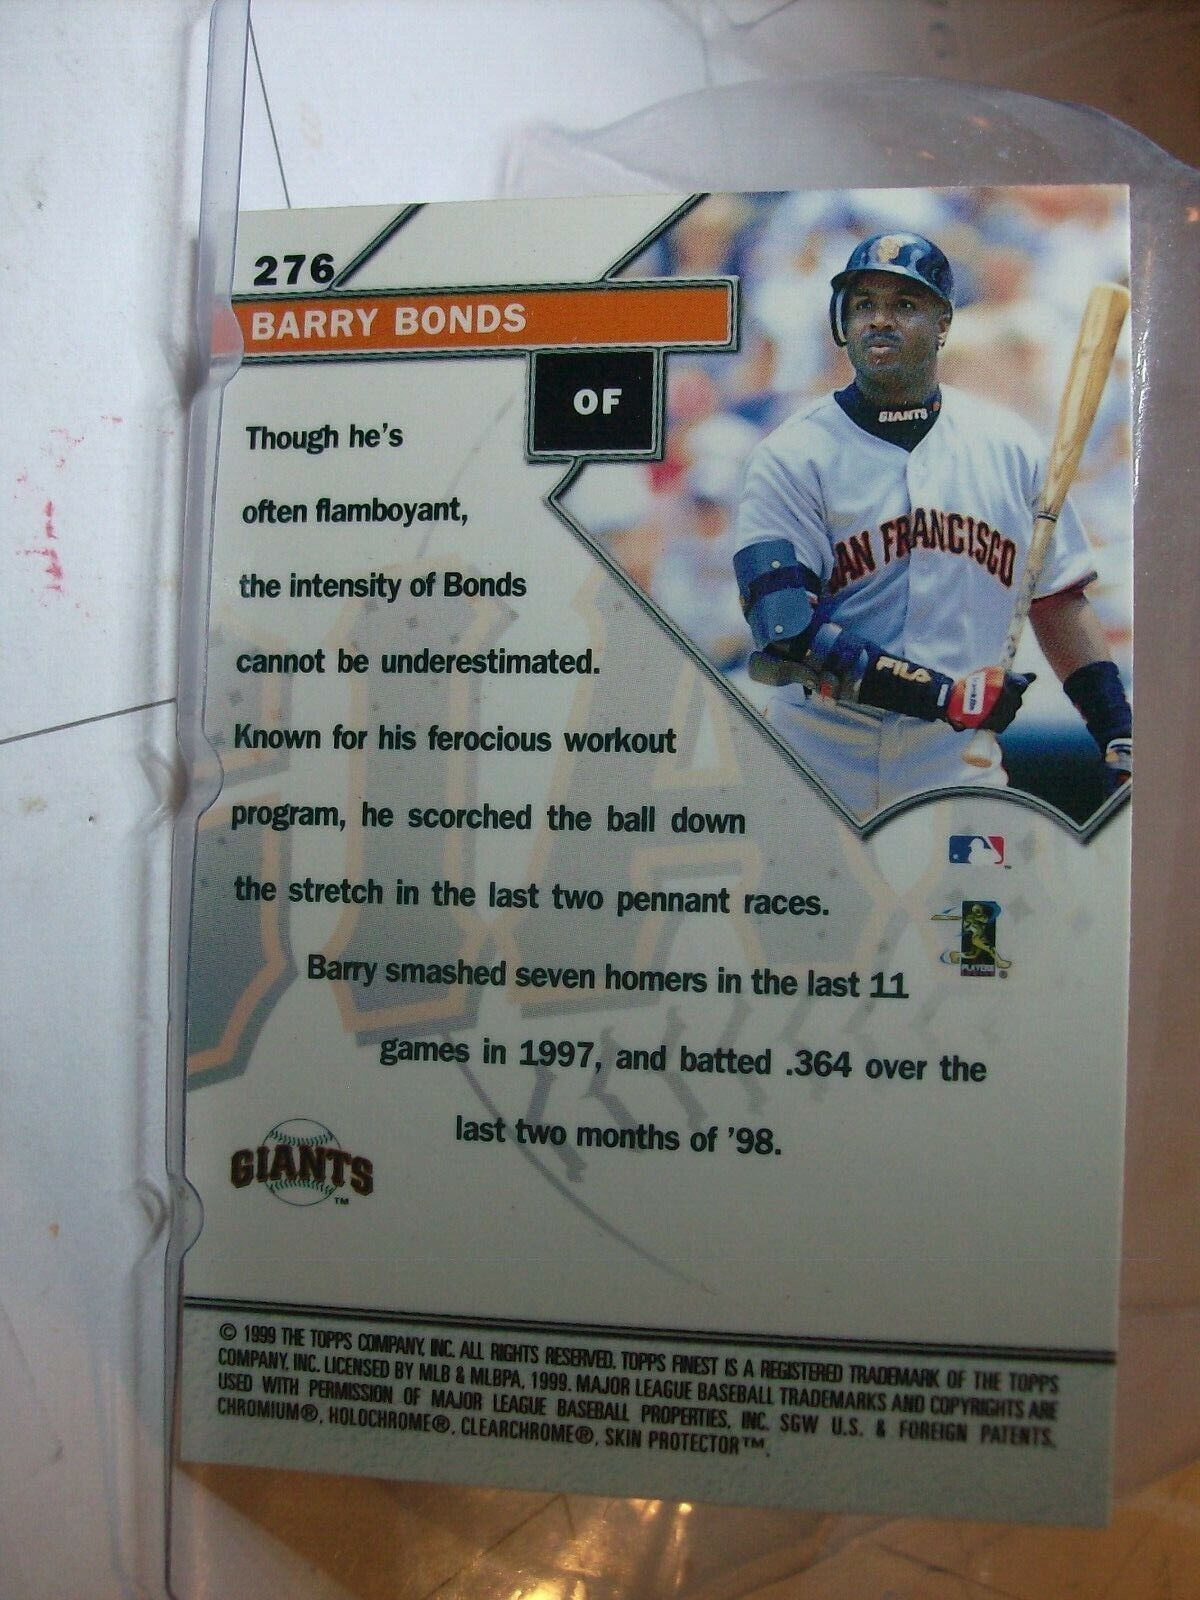 276
BARRY BONDS
OF
GIANTS
SAN FRANCISCO
FILA
Though he's
often flamboyant,
the intensity of Bonds
cannot be underestimated.
Known for his ferocious workout
program, he scorched the ball down
the stretch in the last two pennant races.
Barry smashed seven homers in the last 11
games in 1997, and batted .364 over the
last two months of '98.
™
PLAYERS
®
GIANTS
™
© 1999 THE TOPPS COMPANY, INC. ALL RIGHTS RESERVED. TOPPS FINEST IS A REGISTERED TRADEMARK OF THE TOPPS
COMPANY, INC. LICENSED BY MLB & MLBPA, 1999. MAJOR LEAGUE BASEBALL TRADEMARKS AND COPYRIGHTS ARE
USED WITH PERMISSION OF MAJOR LEAGUE BASEBALL PROPERTIES, INC. SGW U.S. & FOREIGN PATENTS.
CHROMIUM®, HOLOCHROME®, CLEARCHROME®, SKIN PROTECTOR™.